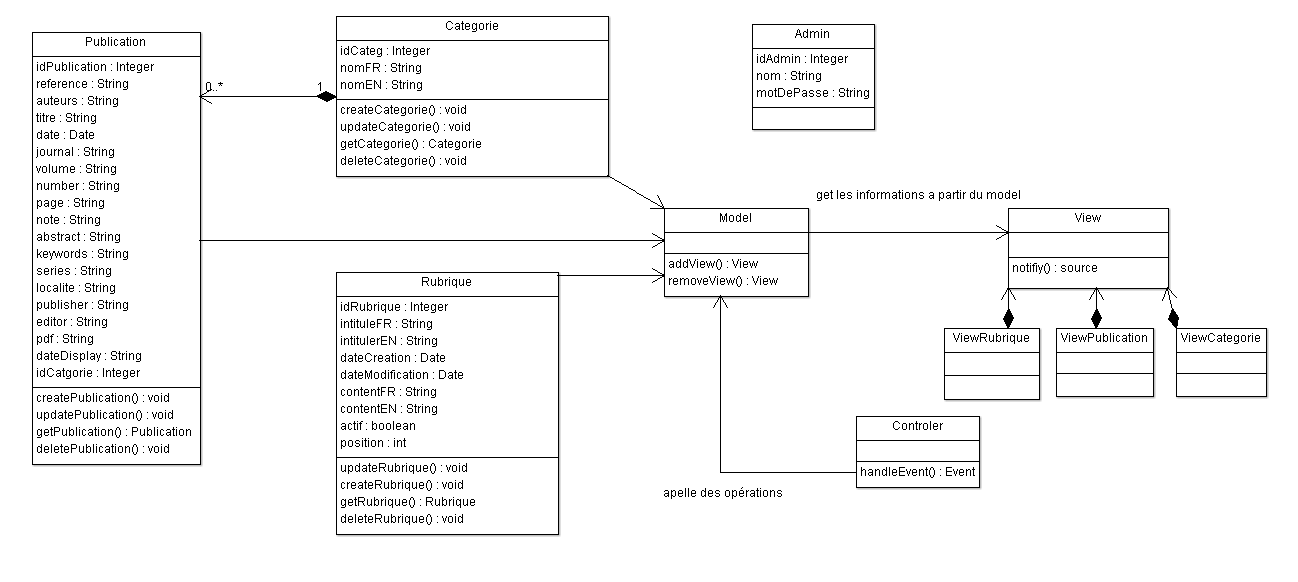 Publication
idPublication : Integer
reference : String
auteurs : String
titre : String
date : Date
journal : String
volume : String
number : String
page : String
note : String
abstract : String
keywords : String
series : String
localite : String
publisher : String
editor : String
pdf : String
dateDisplay : String
idCatgorie : Integer
createPublication() : void
updatePublication() : void
getPublication() : Publication
deletePublication() : void
0..*
1
Categorie
idCateg : Integer
nomFR : String
nomEN : String
createCategorie() : void
updateCategorie() : void
getCategorie() : Categorie
deleteCategorie() : void
Rubrique
idRubrique : Integer
intituleFR : String
intitulerEN : String
dateCreation : Date
dateModification : Date
contentFR : String
contentEN : String
actif : boolean
position : int
updateRubrique() : void
createRubrique() : void
getRubrique() : Rubrique
deleteRubrique() : void
Admin
idAdmin : Integer
nom : String
motDePasse : String
Model
addView() : View
removeView() : View
get les informations a partir du model
View
notifiy() : source
ViewRubrique
ViewPublication
ViewCategorie
Controler
handleEvent() : Event
apelle des opérations